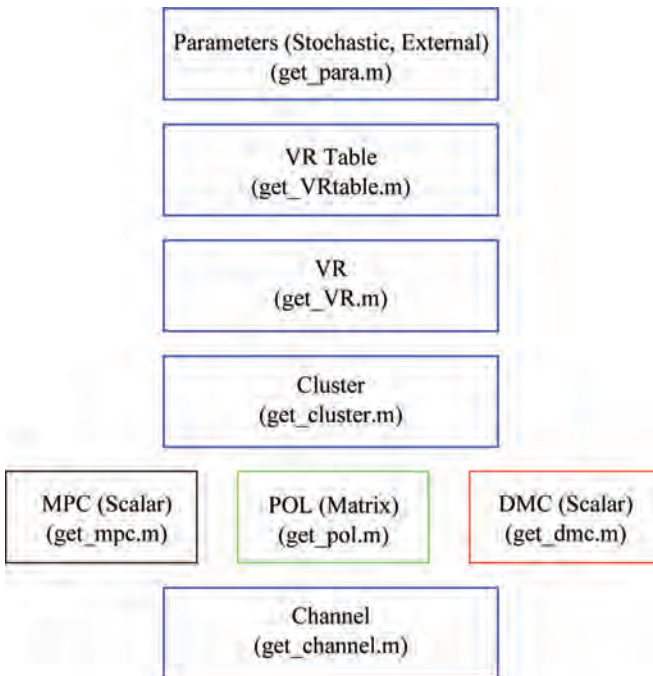 Parameters (Stochastic, External)
(get_para.m)
VR Table
(get_VRtable.m)
VR
(get_VR.m)
Cluster
(get_cluster.m)
MPC (Scalar)
(get_mpc.m)
POL (Matrix)
(get_pol.m)
DMC (Scalar)
(get_dmc.m)
Channel
(get_channel.m)